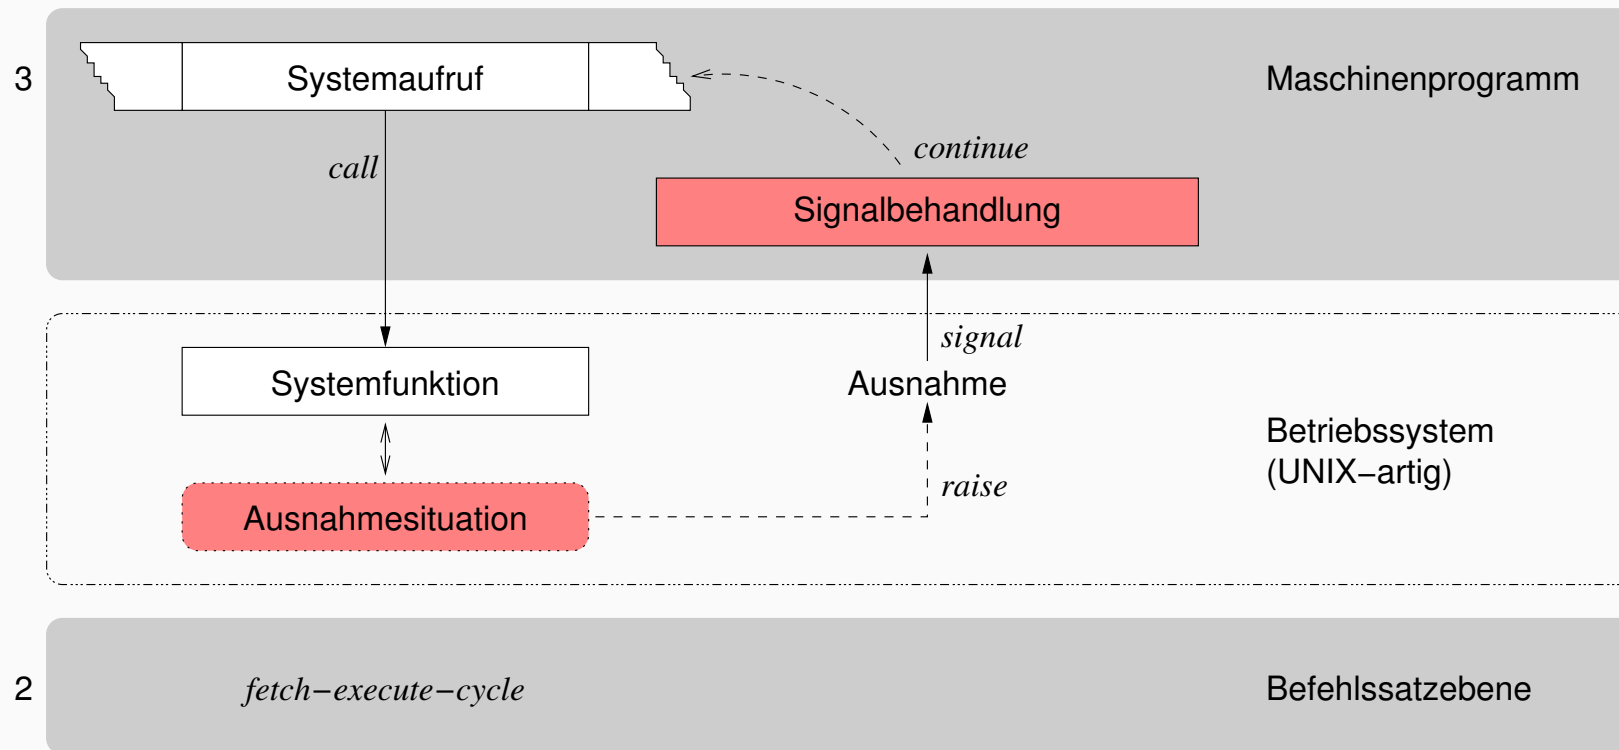 3
Systemaufruf
Maschinenprogramm
call
continue
Signalbehandlung
signal
Systemfunktion
Ausnahme
Betriebssystem
(UNIX−artig)
raise
Ausnahmesituation
2
fetch−execute−cycle
Befehlssatzebene